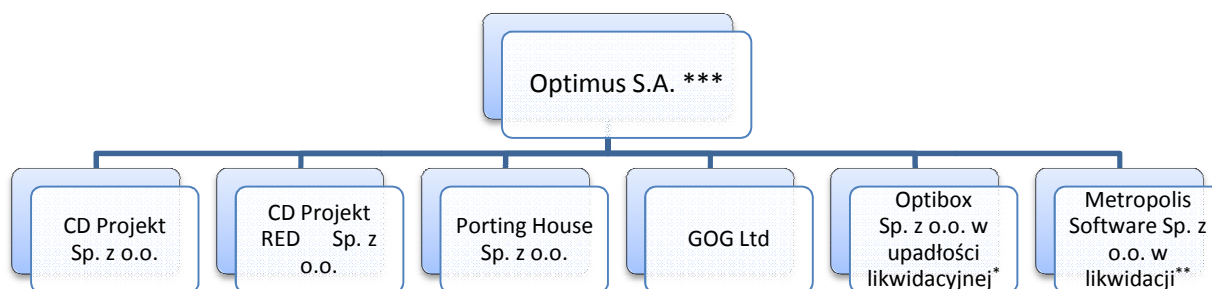 Optimus S.A. ***
CD Projekt
Sp. z o.o.
CD Projekt
RED Sp. z
o.o.
Porting House
Sp. z o.o.
GOG Ltd
Optibox
Sp. z o.o. w
upadłości
likwidacyjnej*
Metropolis
Software Sp. z
o.o. w
likwidacji**